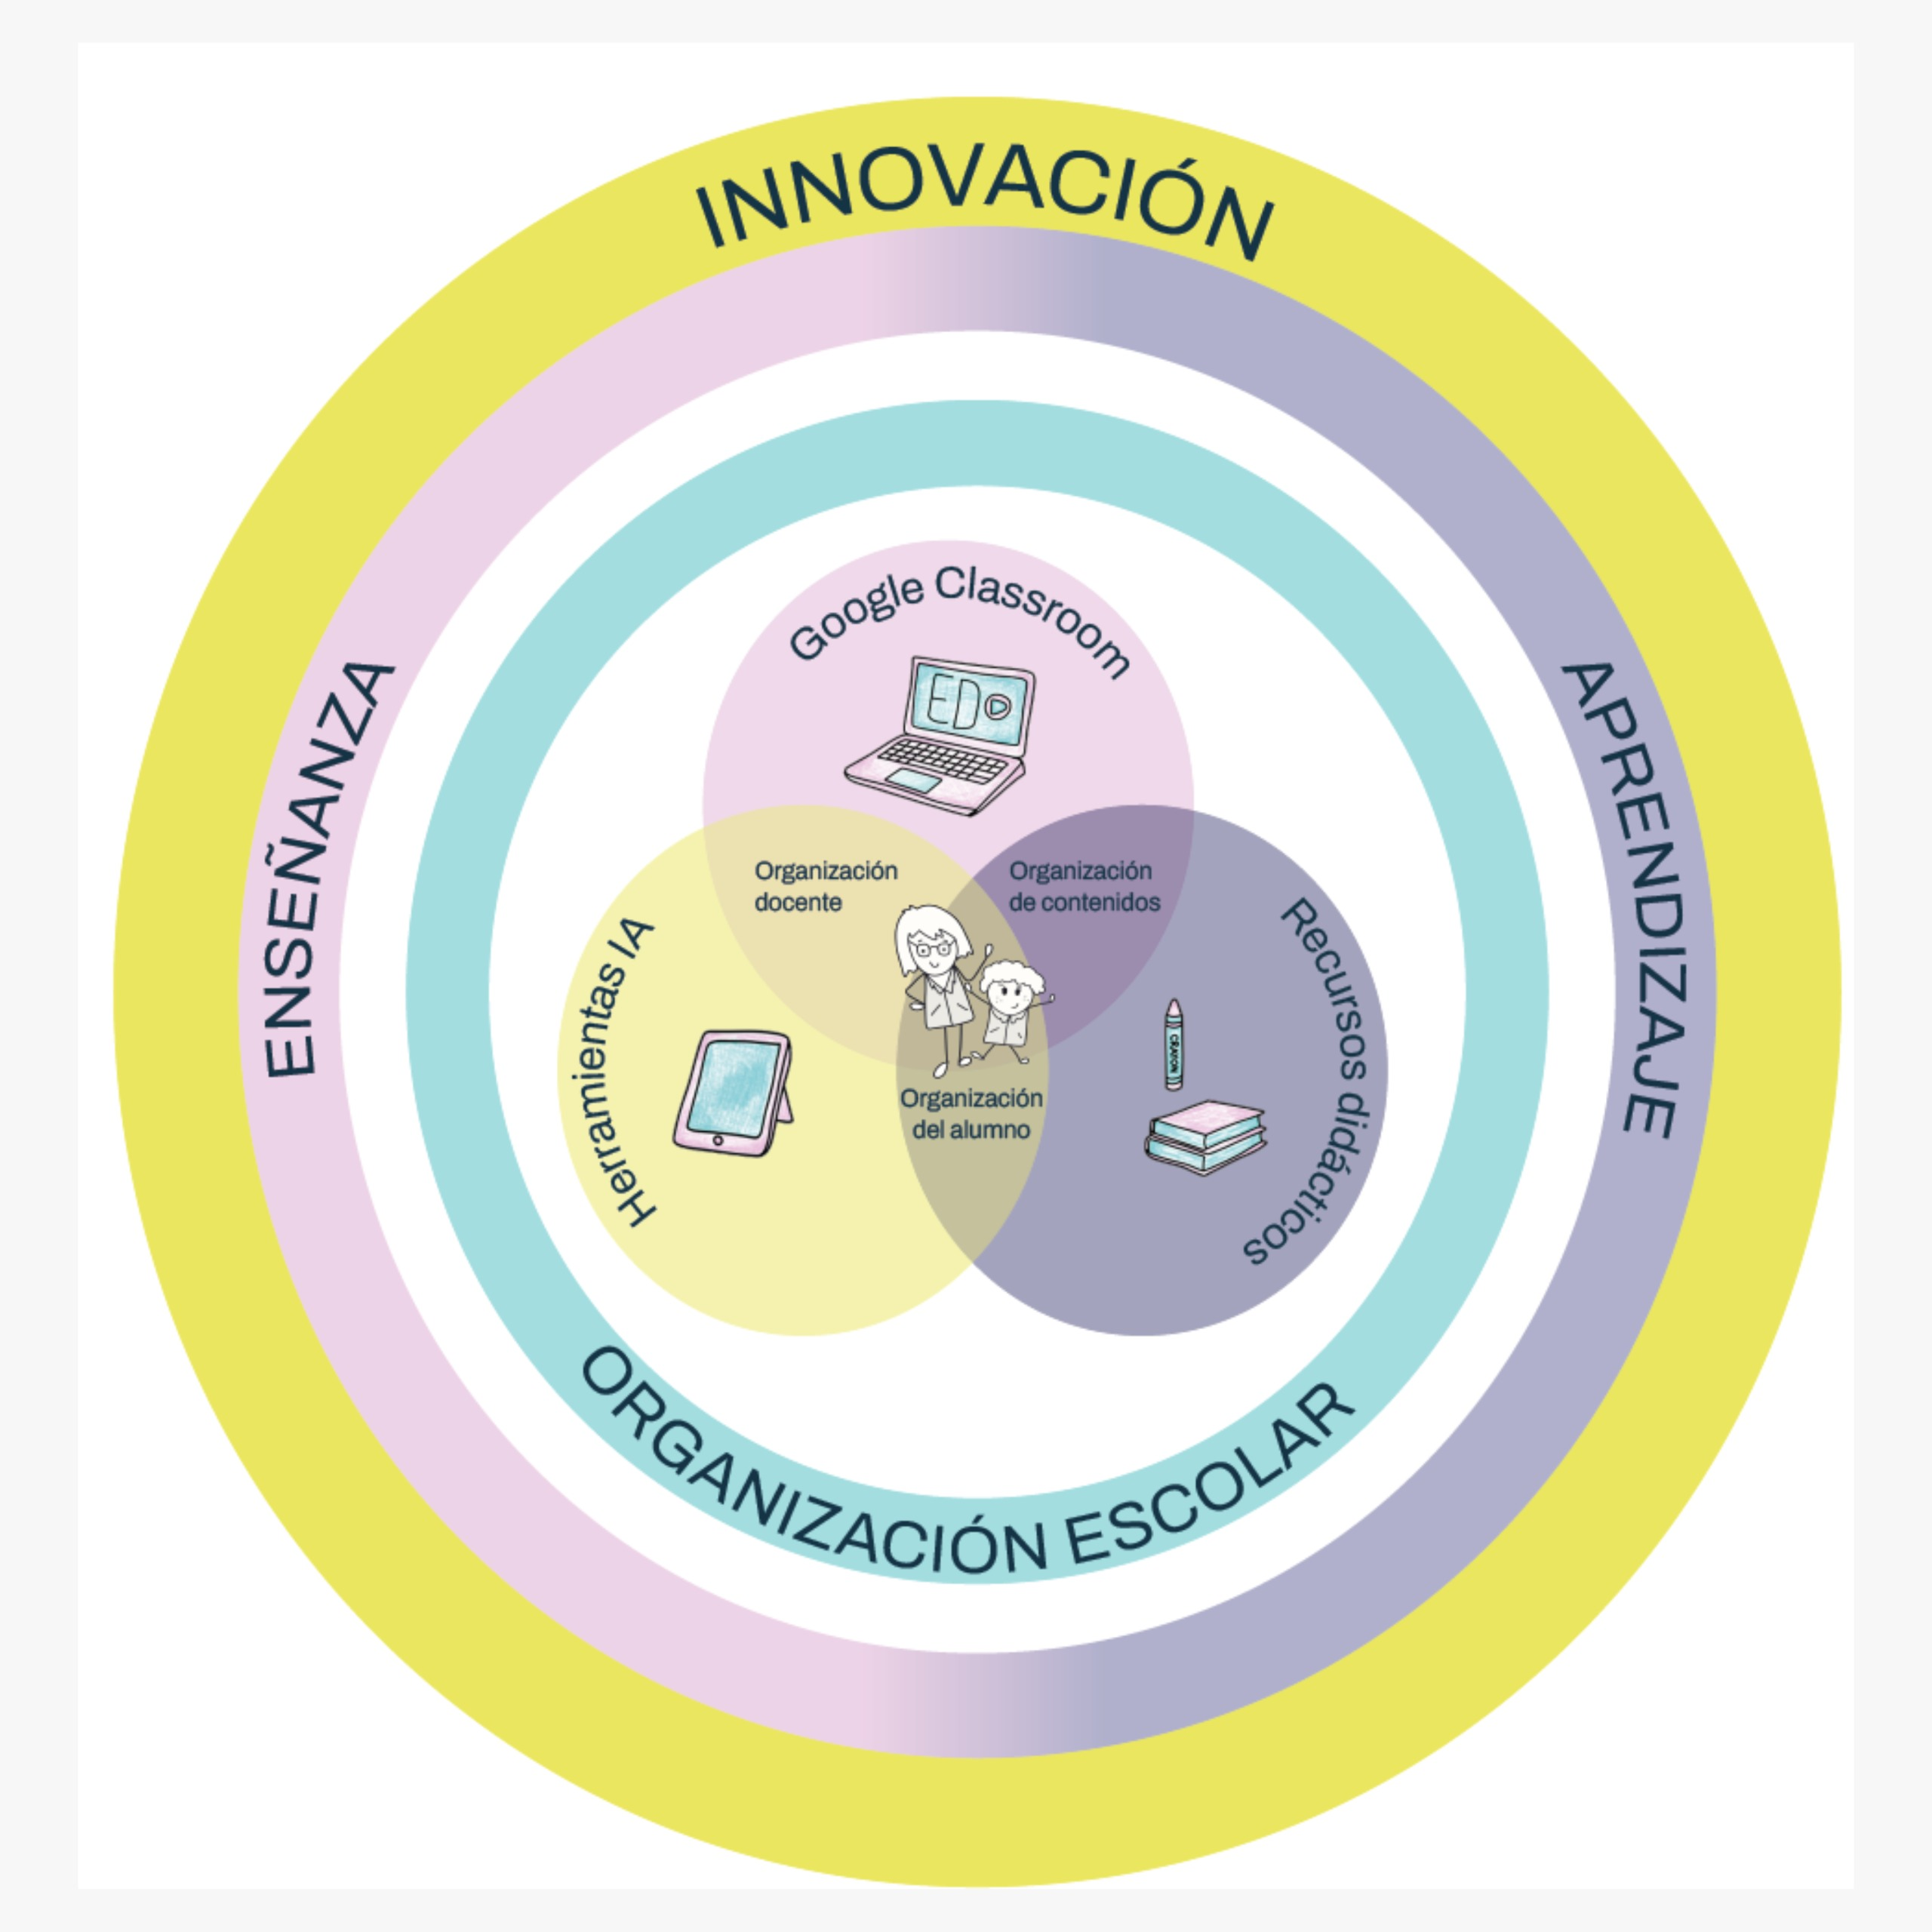 INNOVACIÓN
ENSEÑANZA
APRENDIZAJE
Google Classroom
EDO
Organización
docente
Organización
de contenidos
Herramientas IA
Recursos didácticos
CRAYON
Organización
del alumno
ORGANIZACIÓN ESCOLAR